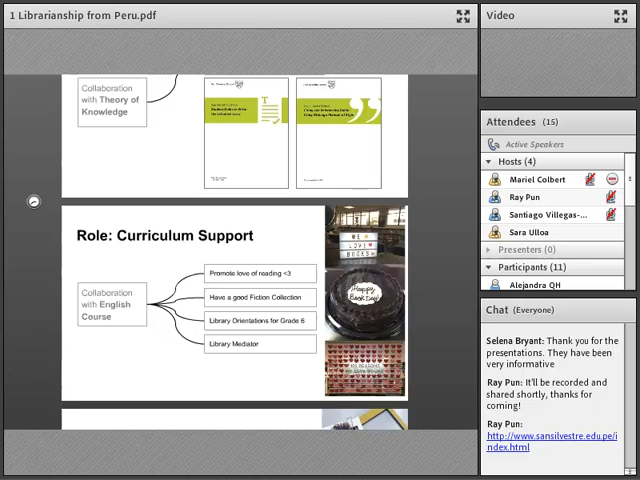 1 Librarianship from Peru.pdf
Collaboration
with Theory of
Knowledge
Role: Curriculum Support
Collaboration
with English
Course
Promote love of reading <3
Have a good Fiction Collection
Library Orientations for Grade 6
Library Mediator
WE
LOVE
BOOKS
Happy
Book Day!
Video
Attendees (15)
Active Speakers
Hosts (4)
Mariel Colbert
Ray Pun
Santiago Villegas-...
Sara Ulloa
Presenters (0)
Participants (11)
Alejandra QH
Chat (Everyone)
Selena Bryant: Thank you for the
presentations. They have been
very informative
Ray Pun: It'll be recorded and
shared shortly, thanks for
coming!
Ray Pun:
http://www.sansilvestre.edu.pe/i
ndex.html